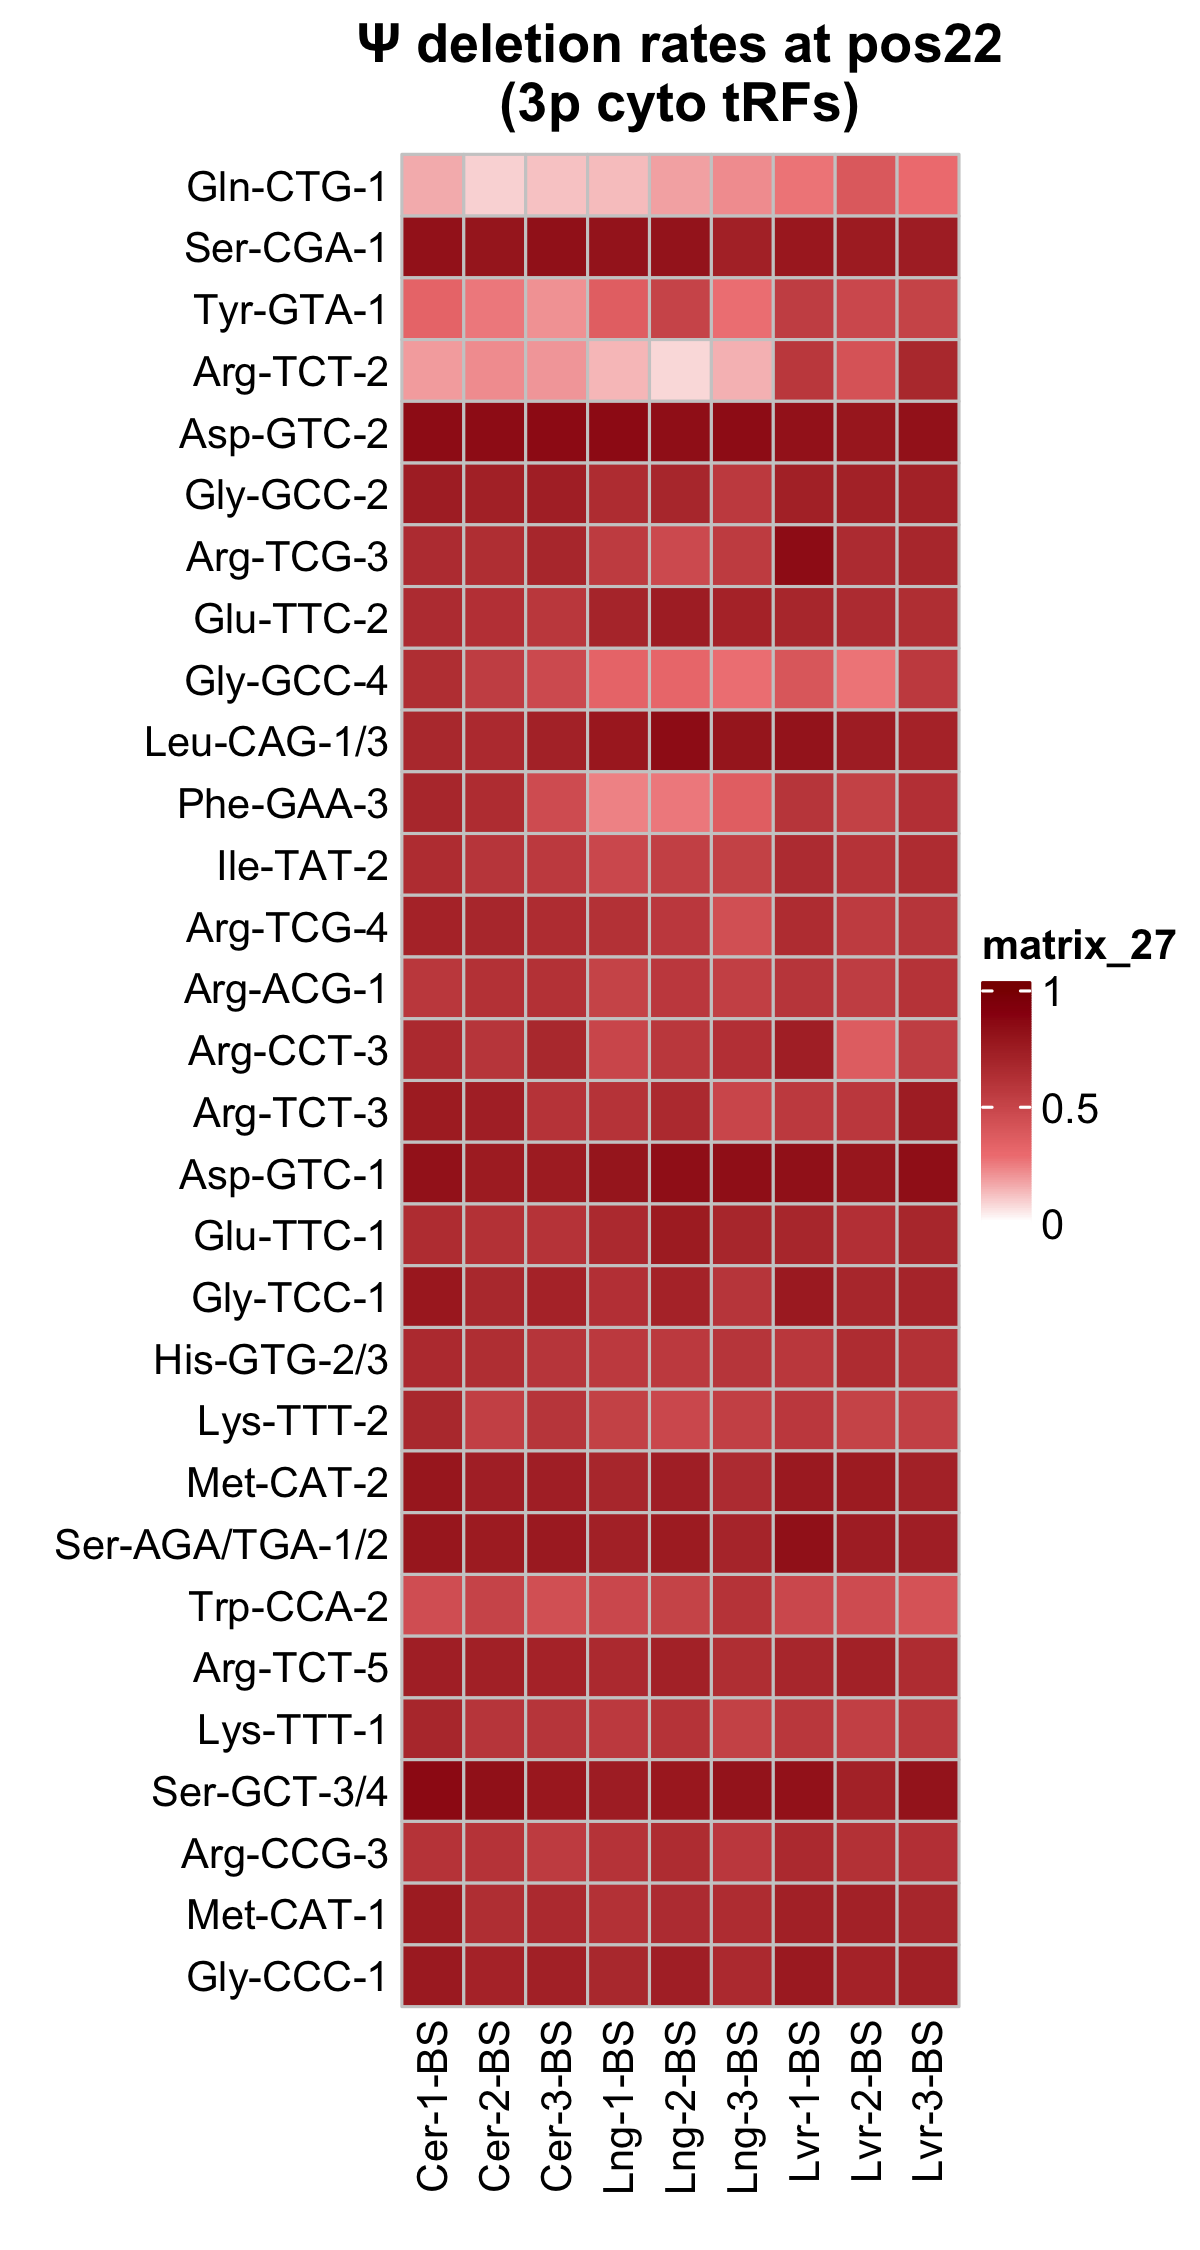 Ψ deletion rates at pos22
(3p cyto tRFs)
Gln-CTG-1
Ser-CGA-1
Tyr-GTA-1
Arg-TCT-2
Asp-GTC-2
Gly-GCC-2
Arg-TCG-3
Glu-TTC-2
Gly-GCC-4
Leu-CAG-1/3
Phe-GAA-3
Ile-TAT-2
Arg-TCG-4
Arg-ACG-1
Arg-CCT-3
Arg-TCT-3
Asp-GTC-1
Glu-TTC-1
Gly-TCC-1
His-GTG-2/3
Lys-TTT-2
Met-CAT-2
Ser-AGA/TGA-1/2
Trp-CCA-2
Arg-TCT-5
Lys-TTT-1
Ser-GCT-3/4
Arg-CCG-3
Met-CAT-1
Gly-CCC-1
Cer-1-BS
Cer-2-BS
Cer-3-BS
Lng-1-BS
Lng-2-BS
Lng-3-BS
Lvr-1-BS
Lvr-2-BS
Lvr-3-BS
matrix_27
1
0.5
0